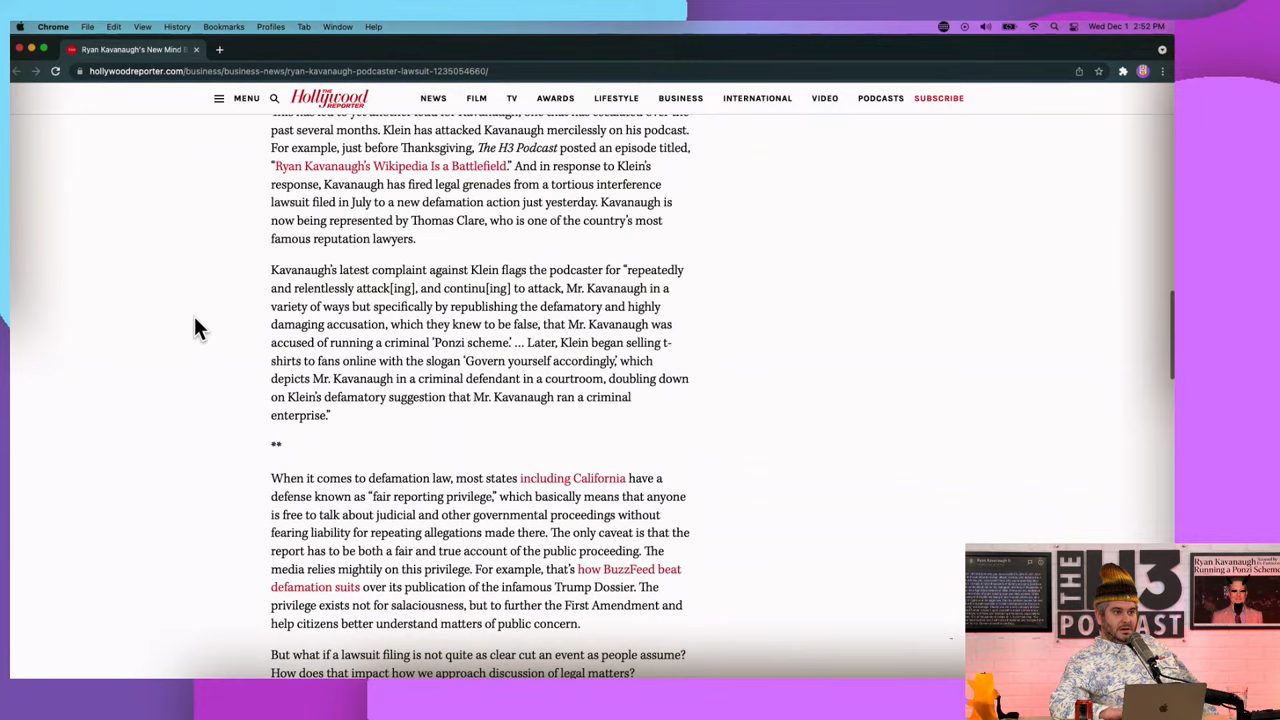 Chrome File Edit View History Bookmarks Profiles Tab Window Help
Wed Dec 1 2:52 PM
Ryan Kavanaugh's New Mind
hollywoodreporter.com/business/business-news/ryan-kavanaugh-podcaster-lawsuit-1235054660/
MENU THE Hollywood REPORTER NEWS FILM TV AWARDS LIFESTYLE BUSINESS INTERNATIONAL VIDEO PODCASTS SUBSCRIBE
This has led to yet another feud for Kavanaugh, one that has escalated over the
past several months. Klein has attacked Kavanaugh mercilessly on his podcast.
For example, just before Thanksgiving, The H3 Podcast posted an episode titled,
“Ryan Kavanaugh’s Wikipedia Is a Battlefield.” And in response to Klein’s
response, Kavanaugh has fired legal grenades from a tortious interference
lawsuit filed in July to a new defamation action just yesterday. Kavanaugh is
now being represented by Thomas Clare, who is one of the country’s most
famous reputation lawyers.
Kavanaugh’s latest complaint against Klein flags the podcaster for “repeatedly
and relentlessly attack[ing], and continu[ing] to attack, Mr. Kavanaugh in a
variety of ways but specifically by republishing the defamatory and highly
damaging accusation, which they knew to be false, that Mr. Kavanaugh was
accused of running a criminal ‘Ponzi scheme.’ … Later, Klein began selling t-
shirts to fans online with the slogan ‘Govern yourself accordingly,’ which
depicts Mr. Kavanaugh in a criminal defendant in a courtroom, doubling down
on Klein’s defamatory suggestion that Mr. Kavanaugh ran a criminal
enterprise.”
**
When it comes to defamation law, most states including California have a
defense known as “fair reporting privilege,” which basically means that anyone
is free to talk about judicial and other governmental proceedings without
fearing liability for repeating allegations made there. The only caveat is that the
report has to be both a fair and true account of the public proceeding. The
media relies mightily on this privilege. For example, that’s how BuzzFeed beat
defamation suits over its publication of the infamous Trump Dossier. The
privilege exists not for salaciousness, but to further the First Amendment and
help citizens better understand matters of public concern.
But what if a lawsuit filing is not quite as clear cut an event as people assume?
How does that impact how we approach discussion of legal matters?
THE H3
PODCAST
Ryan Kavanaugh
Running a Ponzi Scheme